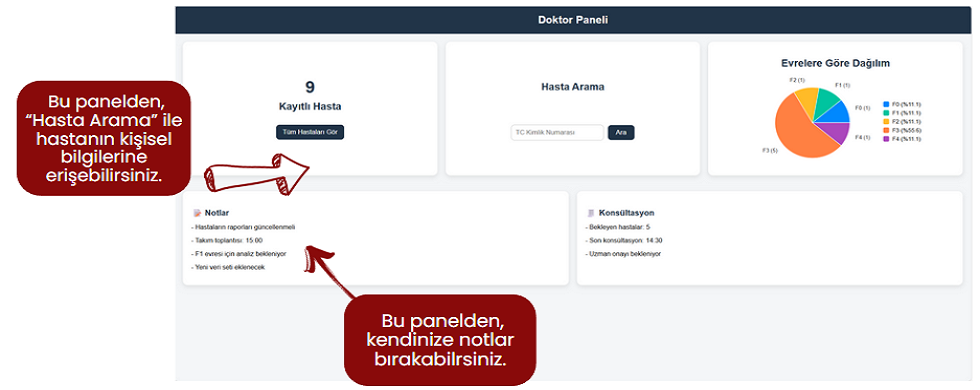 Doktor Paneli
9
Kayıtlı Hasta
Tüm Hastaları Gör
Hasta Arama
TC Kimlik Numarası
Ara
Evrelere Göre Dağılım
F2 (1)
F1 (1)
F0 (1)
F4 (1)
F3 (5)
F0 (%11.1)
F1 (%11.1)
F2 (%11.1)
F3 (%55.6)
F4 (%11.1)
Bu panelden,
“Hasta Arama” ile
hastanın kişisel
bilgilerine
erişebilirsiniz.
Notlar
- Hastaların raporları güncellenmeli
- Takım toplantısı: 15:00
- F1 evresi için analiz bekleniyor
- Yeni veri seti eklenecek
Konsültasyon
- Bekleyen hastalar: 5
- Son konsültasyon: 14:30
- Uzman onayı bekleniyor
Bu panelden,
kendinize notlar
bırakabilrsiniz.